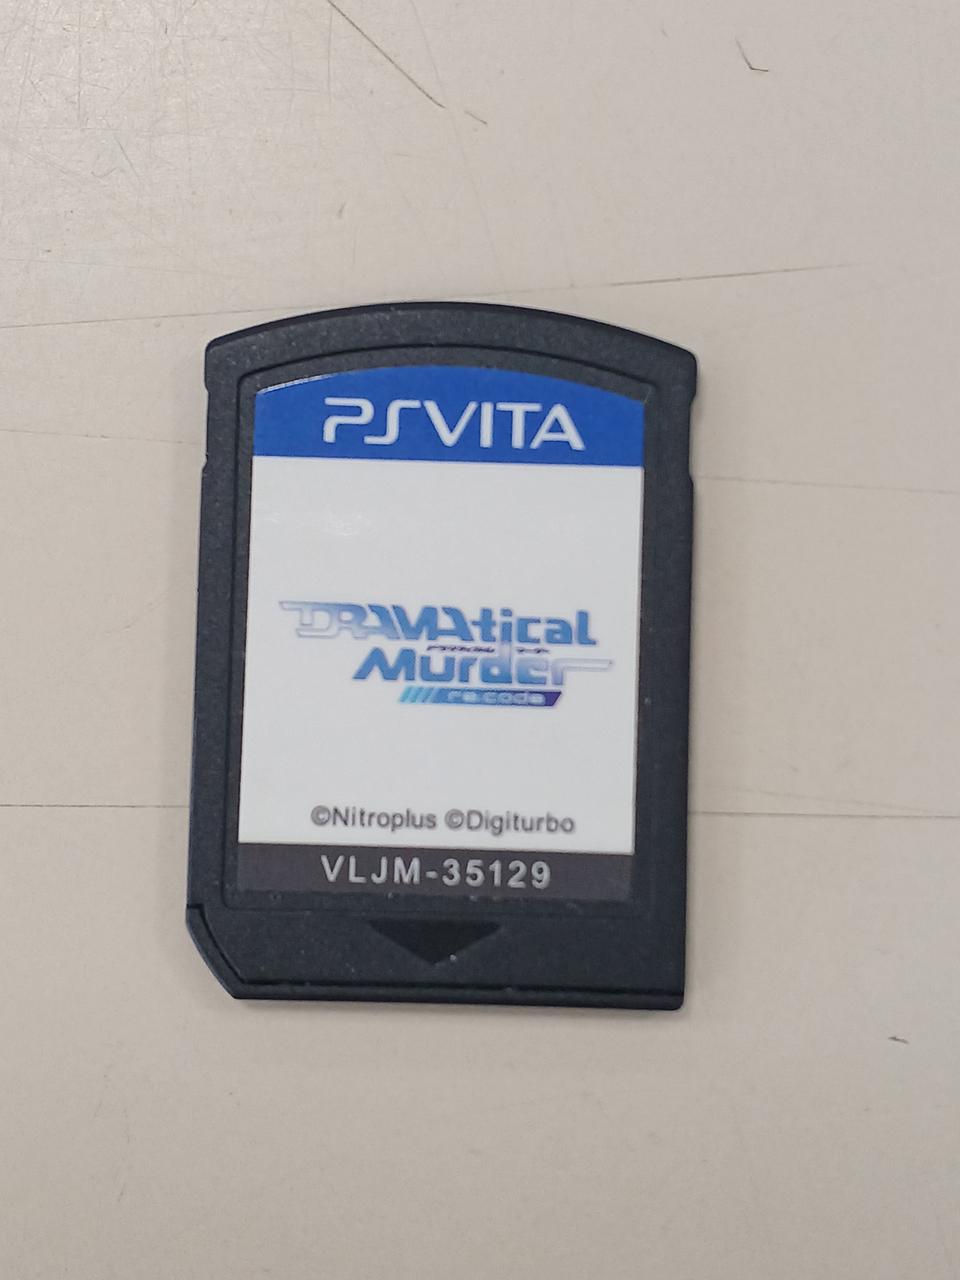 PSVITA
DRAMAtical
Murder
re:code
©Nitroplus ©Digiturbo
VLJM-35129